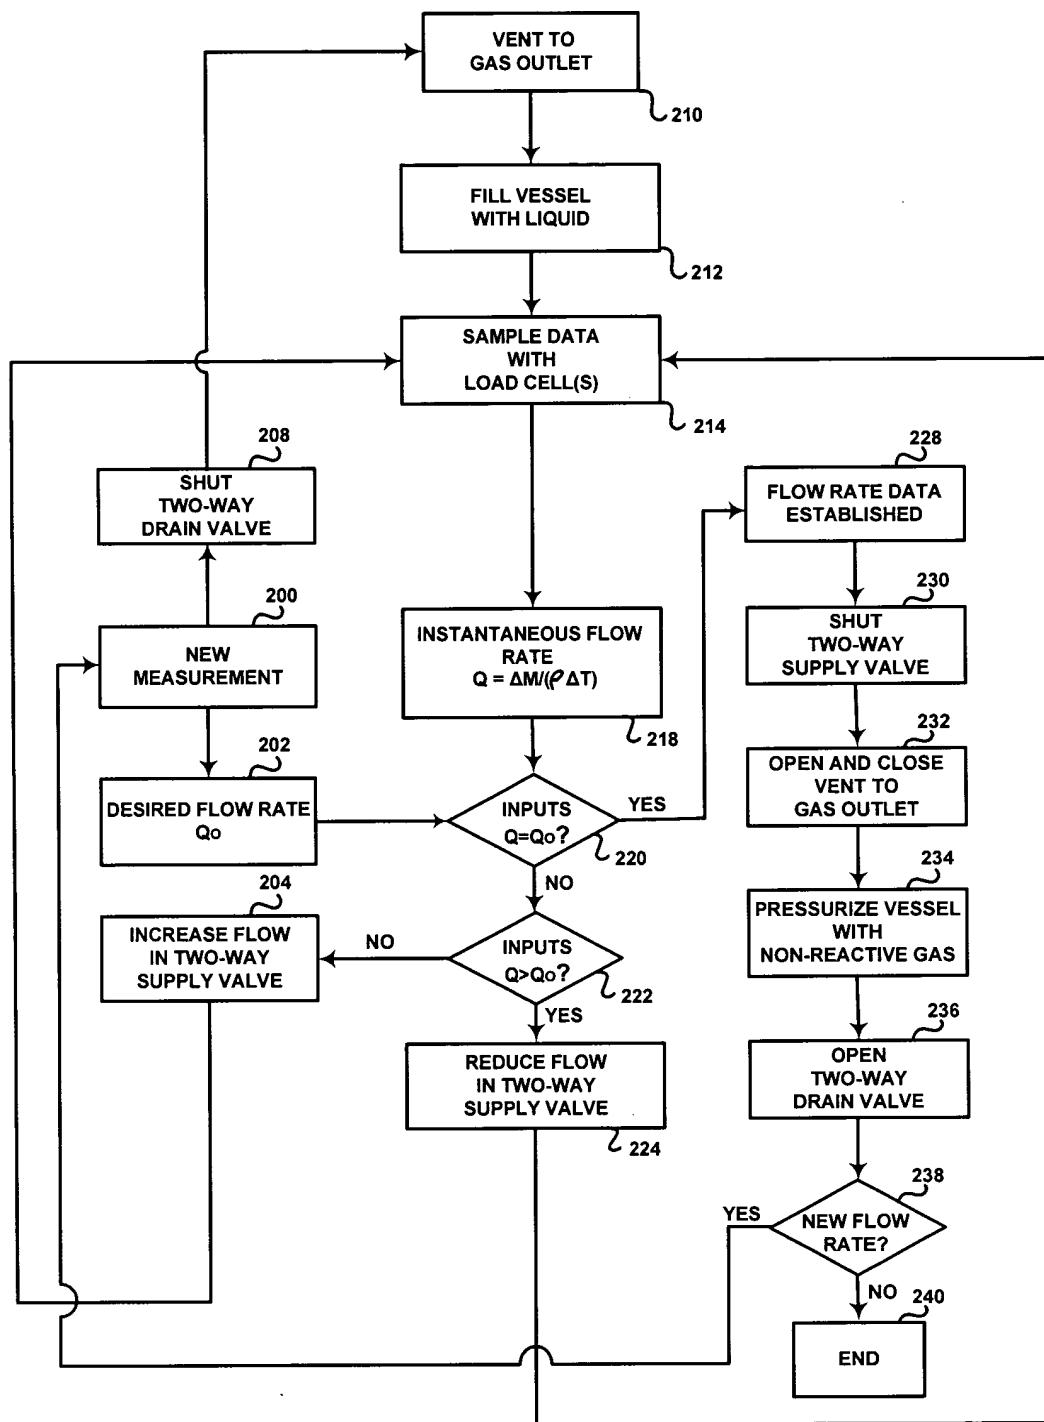 VENT TO
GAS OUTLET
210
FILL VESSEL
WITH LIQUID
212
SAMPLE DATA
WITH
LOAD CELL(S)
214
208
SHUT
TWO-WAY
DRAIN VALVE
228
FLOW RATE DATA
ESTABLISHED
200
NEW
MEASUREMENT
230
SHUT
TWO-WAY
SUPPLY VALVE
INSTANTANEOUS FLOW
RATE
Q = ΔM/(ρ ΔT)
218
202
DESIRED FLOW RATE
Qo
INPUTS
Q=Qo?
220
YES
NO
232
OPEN AND CLOSE
VENT TO
GAS OUTLET
204
INCREASE FLOW
IN TWO-WAY
SUPPLY VALVE
NO
INPUTS
Q>Qo?
222
YES
234
PRESSURIZE VESSEL
WITH
NON-REACTIVE GAS
REDUCE FLOW
IN TWO-WAY
SUPPLY VALVE
224
236
OPEN
TWO-WAY
DRAIN VALVE
238
YES
NEW FLOW
RATE?
NO
240
END